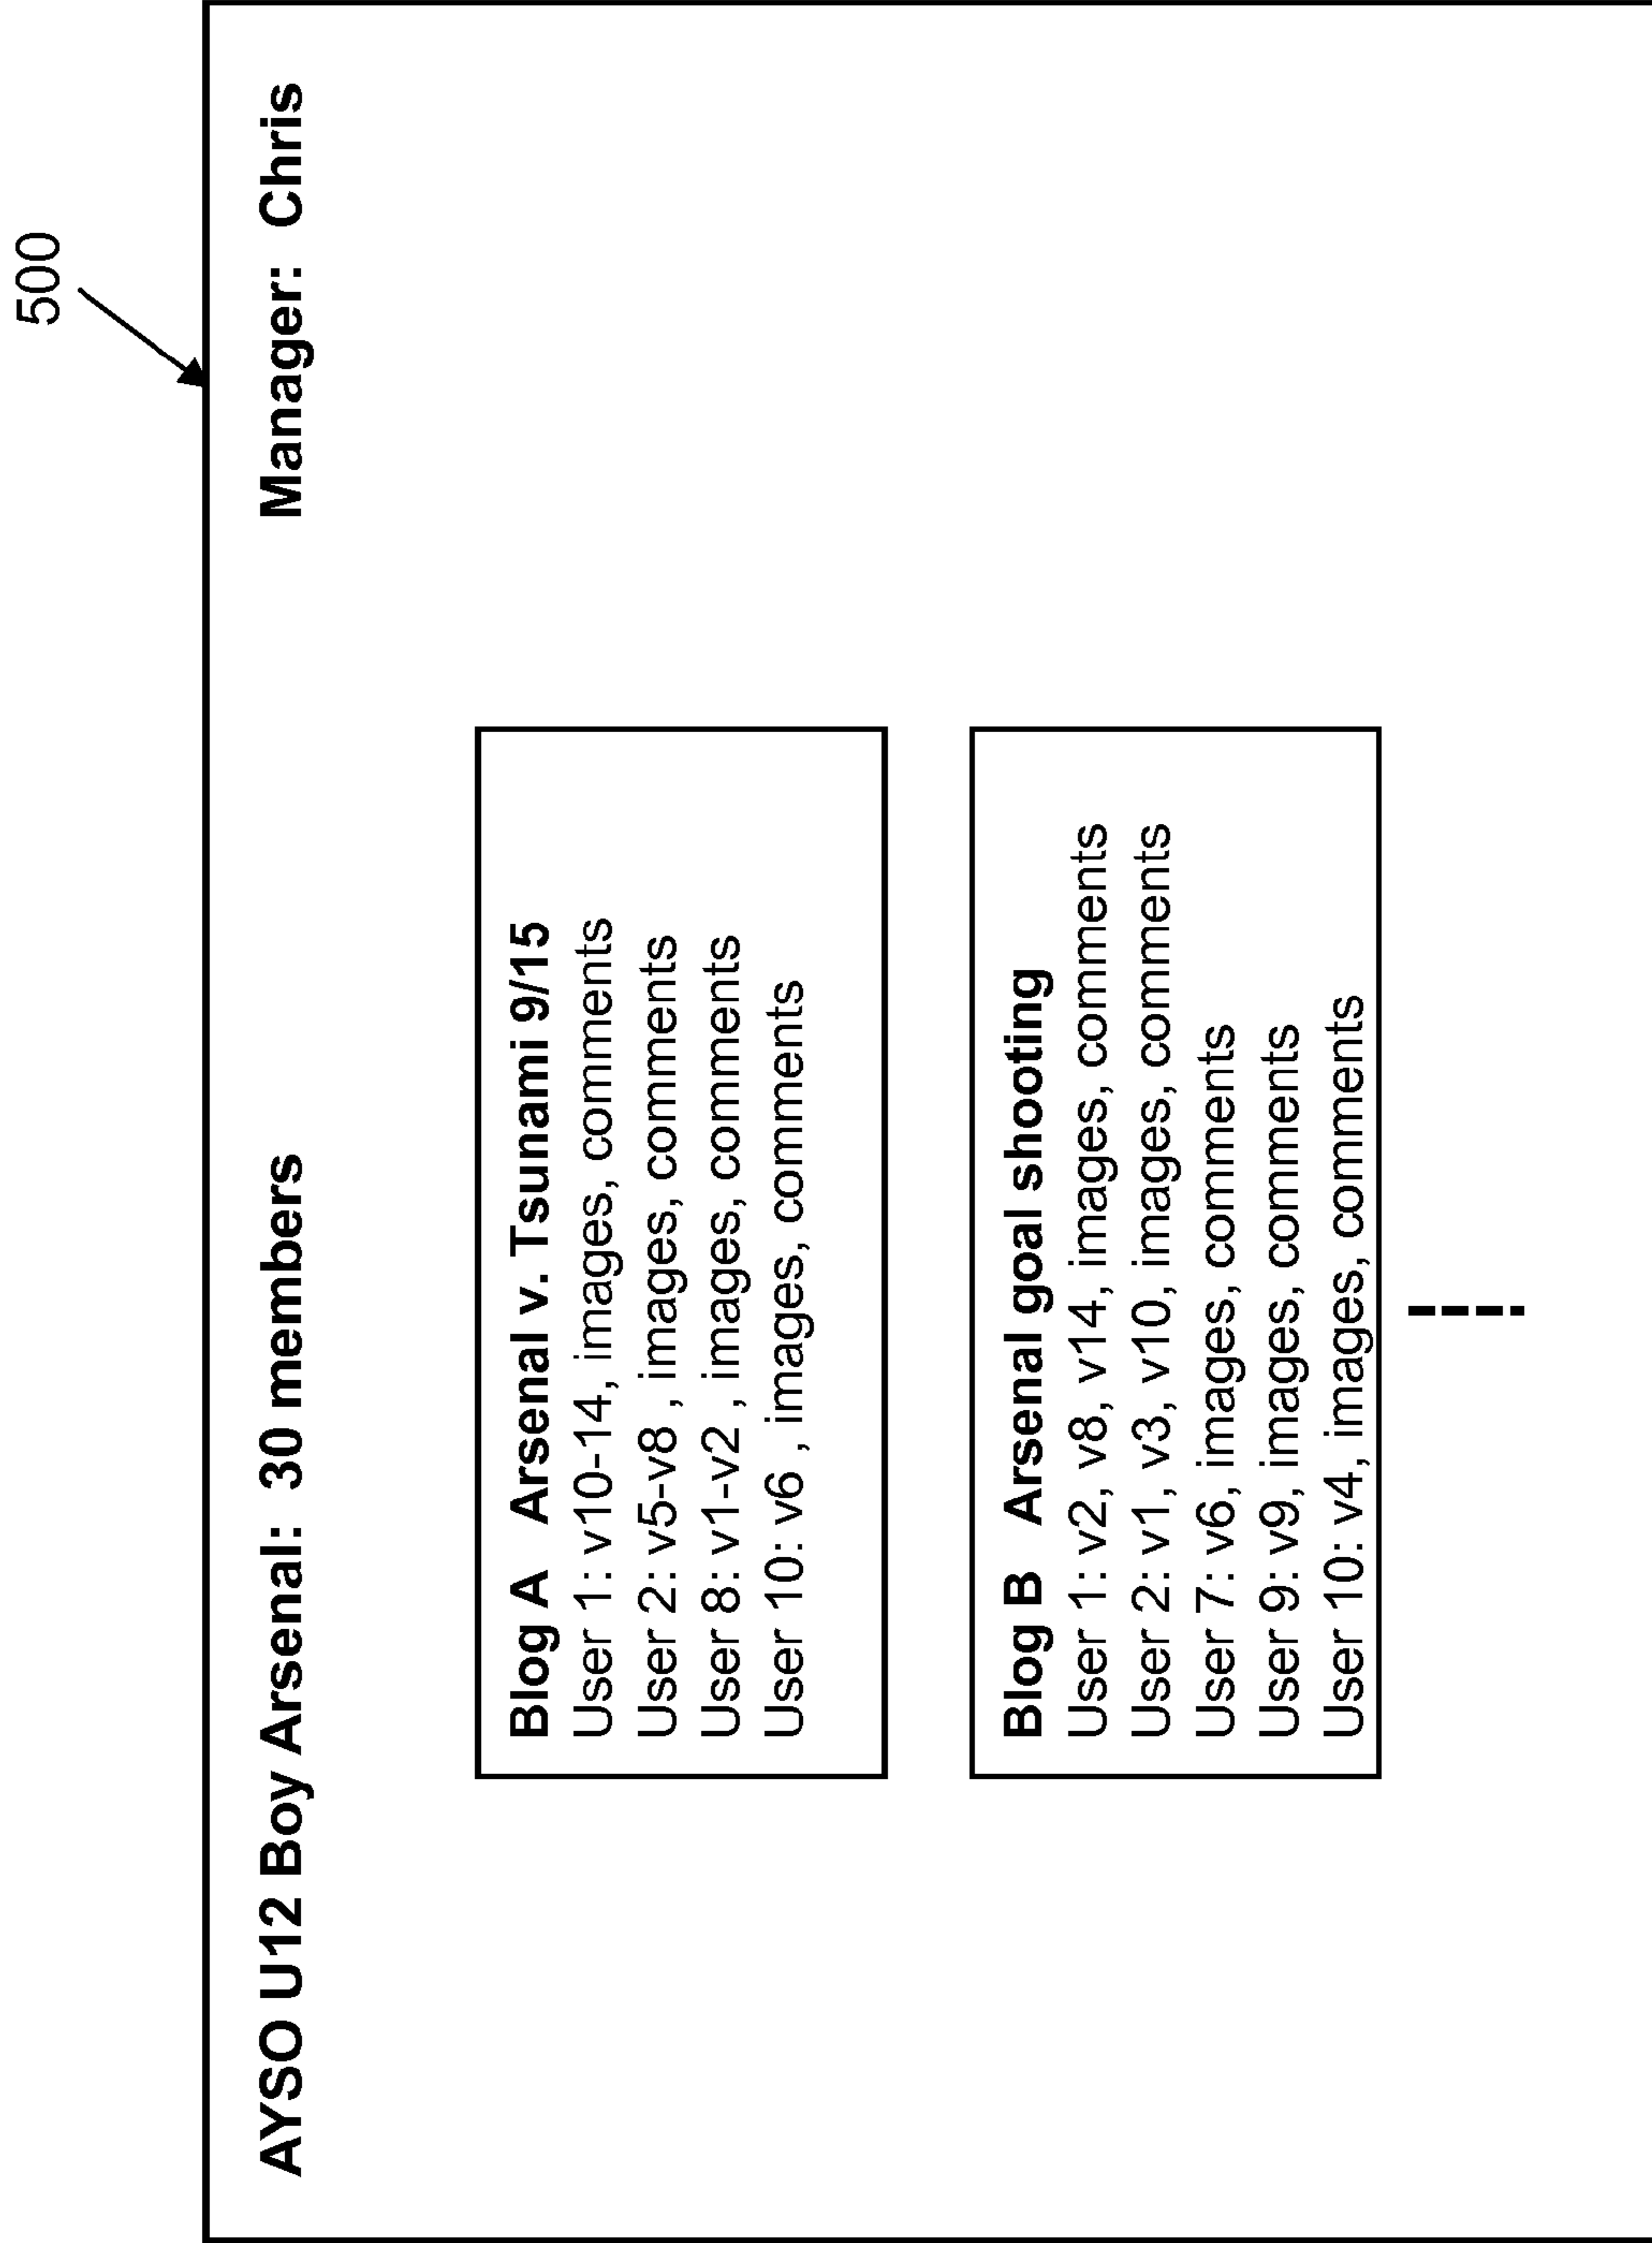 500
AYSO U12 Boy Arsenal: 30 members Manager: Chris
Blog A Arsenal v. Tsunami 9/15
User 1: v10-14, images, comments
User 2: v5-v8 , images, comments
User 8: v1-v2 , images, comments
User 10: v6 , images, comments
Blog B Arsenal goal shooting
User 1: v2, v8, v14, images, comments
User 2: v1, v3, v10, images, comments
User 7: v6, images, comments
User 9: v9, images, comments
User 10: v4, images, comments